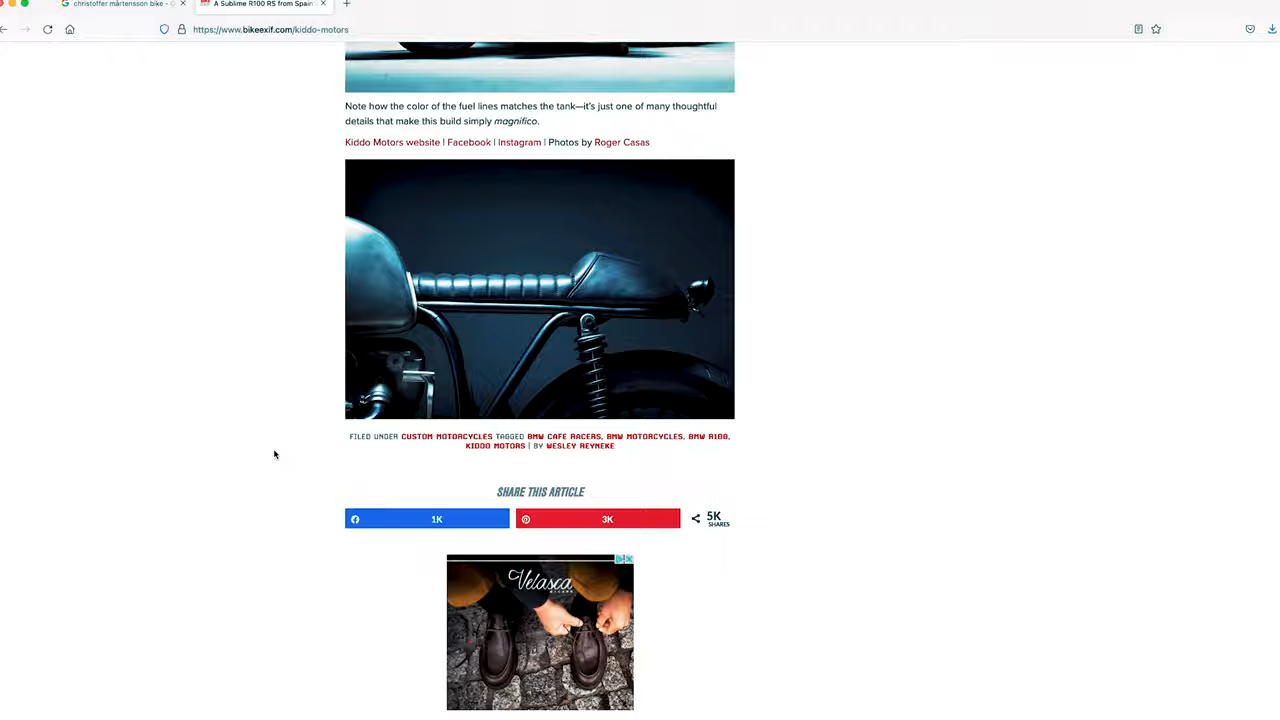 christoffer mårtensson bike - G
A Sublime R100 RS from Spain
https://www.bikeexif.com/kiddo-motors
Note how the color of the fuel lines matches the tank—it's just one of many thoughtful
details that make this build simply magnifico.
Kiddo Motors website | Facebook | Instagram | Photos by Roger Casas
FILED UNDER CUSTOM MOTORCYCLES TAGGED BMW CAFE RACERS, BMW MOTORCYCLES, BMW R100,
KIDDO MOTORS | BY WESLEY REYNEKE
SHARE THIS ARTICLE
1K
3K
5K
SHARES
Velasca
MILANO